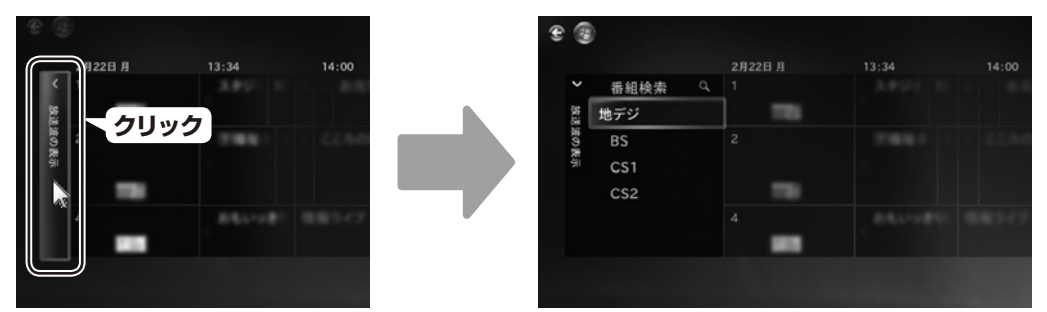 2月22日 月 13:34 14:00
放送波の表示
クリック
4
2月22日 月 13:34 14:00
放送波の表示
番組検索
地デジ
BS
CS1
CS2
1
2
4